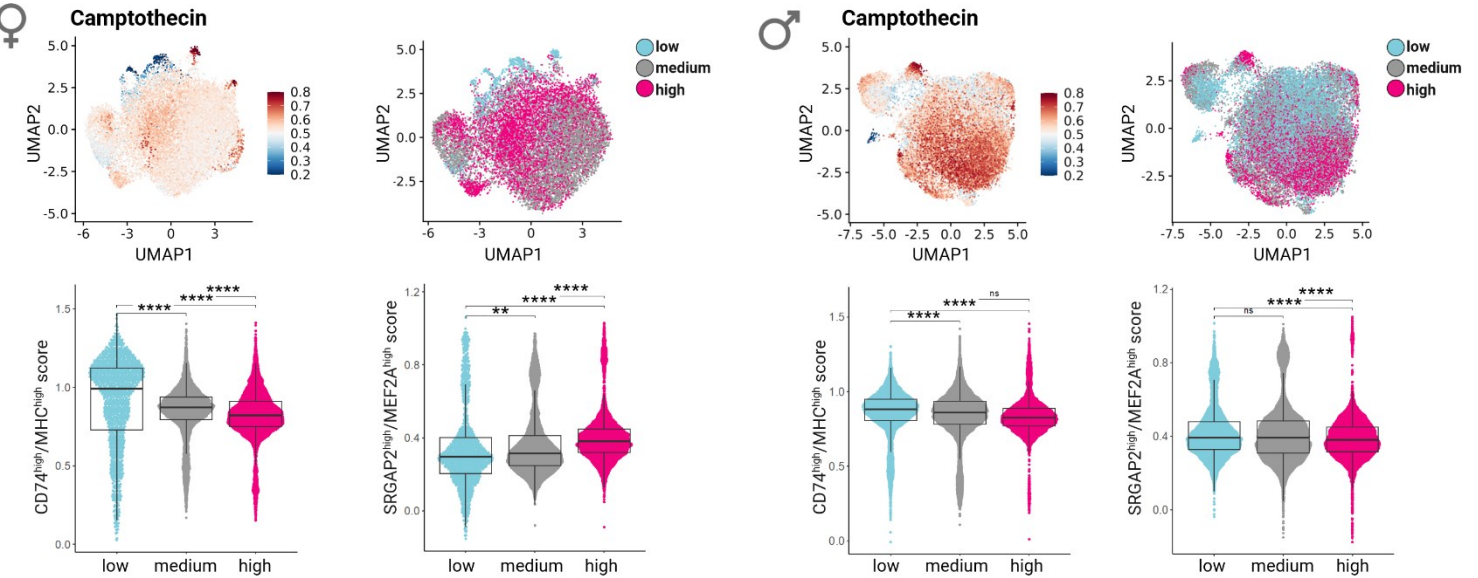 ♀ Camptothecin
5.0
2.5
0.0
-2.5
-5.0
UMAP2
-6 -3 0 3
UMAP1
0.8
0.7
0.6
0.5
0.4
0.3
0.2
5.0
2.5
0.0
-2.5
UMAP2
-6 -3 0 3
UMAP1
low
medium
high
♂ Camptothecin
5.0
2.5
0.0
-2.5
-5.0
UMAP2
-7.5 -5.0 -2.5 0.0 2.5 5.0
UMAP1
0.8
0.7
0.6
0.5
0.4
0.3
0.2
2.5
0.0
-2.5
UMAP2
-7.5 -5.0 -2.5 0.0 2.5 5.0
UMAP1
low
medium
high
CD74high/MHChigh score
1.5
1.0
0.5
0.0
****
****
****
low medium high
SRGAP2high/MEF2Ahigh score
1.2
0.8
0.4
0.0
****
****
**
low medium high
CD74high/MHChigh score
1.5
1.0
0.5
0.0
ns
****
****
low medium high
SRGAP2high/MEF2Ahigh score
1.2
0.8
0.4
0.0
****
****
ns
low medium high